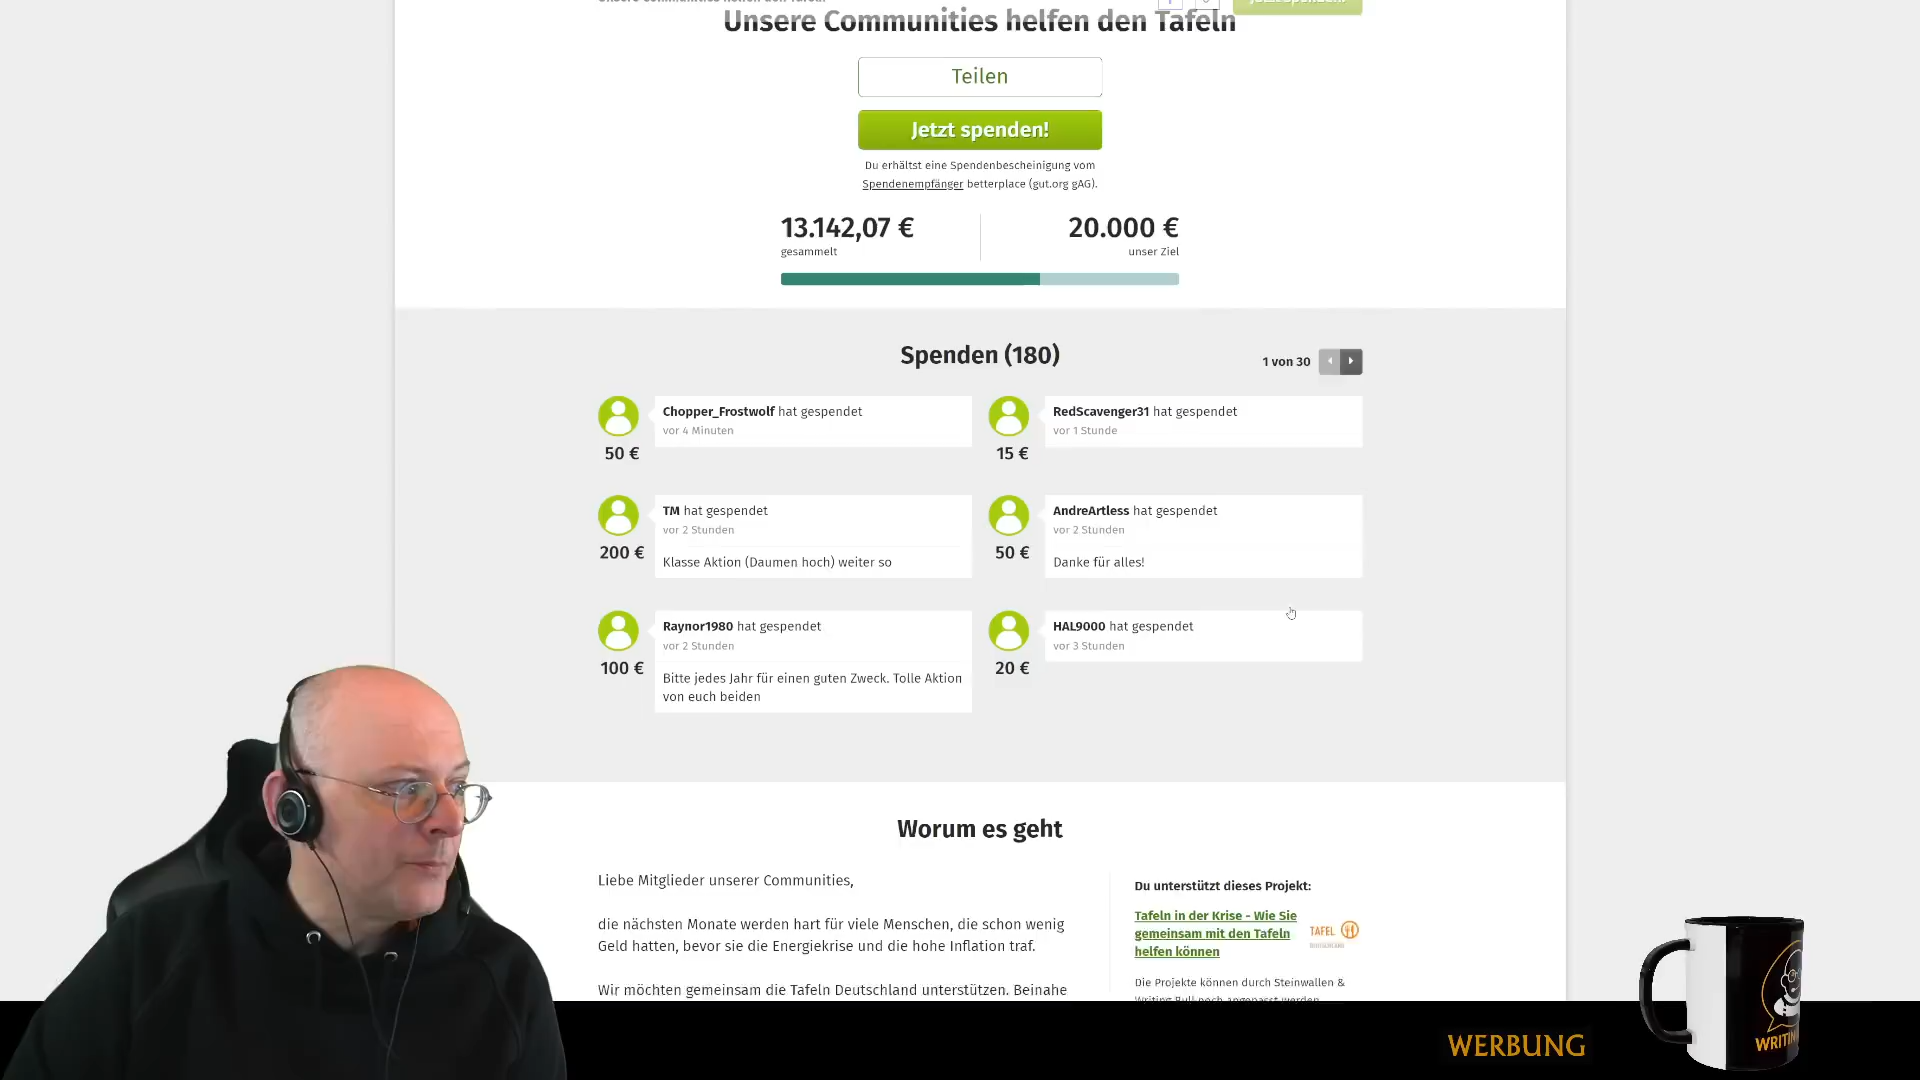 Unsere Communities helfen den Tafeln
Teilen
Jetzt spenden!
Du erhältst eine Spendenbescheinigung vom
Spendenempfänger betterplace (gut.org gAG).
13.142,07 €
gesammelt
20.000 €
unser Ziel
Spenden (180)
1 von 30
Chopper_Frostwolf hat gespendet
vor 4 Minuten
50 €
RedScavenger31 hat gespendet
vor 1 Stunde
15 €
TM hat gespendet
vor 2 Stunden
200 €
Klasse Aktion (Daumen hoch) weiter so
AndreArtless hat gespendet
vor 2 Stunden
50 €
Danke für alles!
Raynor1980 hat gespendet
vor 2 Stunden
100 €
Bitte jedes Jahr für einen guten Zweck. Tolle Aktion
von euch beiden
HAL9000 hat gespendet
vor 3 Stunden
20 €
Worum es geht
Liebe Mitglieder unserer Communities,
die nächsten Monate werden hart für viele Menschen, die schon wenig
Geld hatten, bevor sie die Energiekrise und die hohe Inflation traf.
Wir möchten gemeinsam die Tafeln Deutschland unterstützen. Beinahe
Du unterstützt dieses Projekt:
Tafeln in der Krise - Wie Sie
gemeinsam mit den Tafeln
helfen können
TAFEL
Die Projekte können durch Steinwallen &
WERBUNG
WRITIN